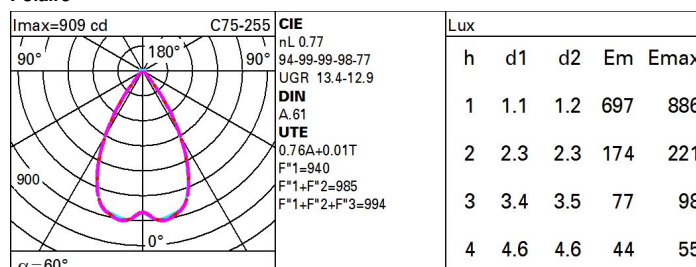 Imax=909 cd C75-255
90° 180° 90°
900
0°
α=60°
CIE
nL 0.77
94-99-99-98-77
UGR 13.4-12.9
DIN
A.61
UTE
0.76A+0.01T
F"1=940
F"1+F"2=985
F"1+F"2+F"3=994
Lux
h d1 d2 Em Emax
1 1.1 1.2 697 886
2 2.3 2.3 174 221
3 3.4 3.5 77 98
4 4.6 4.6 44 55